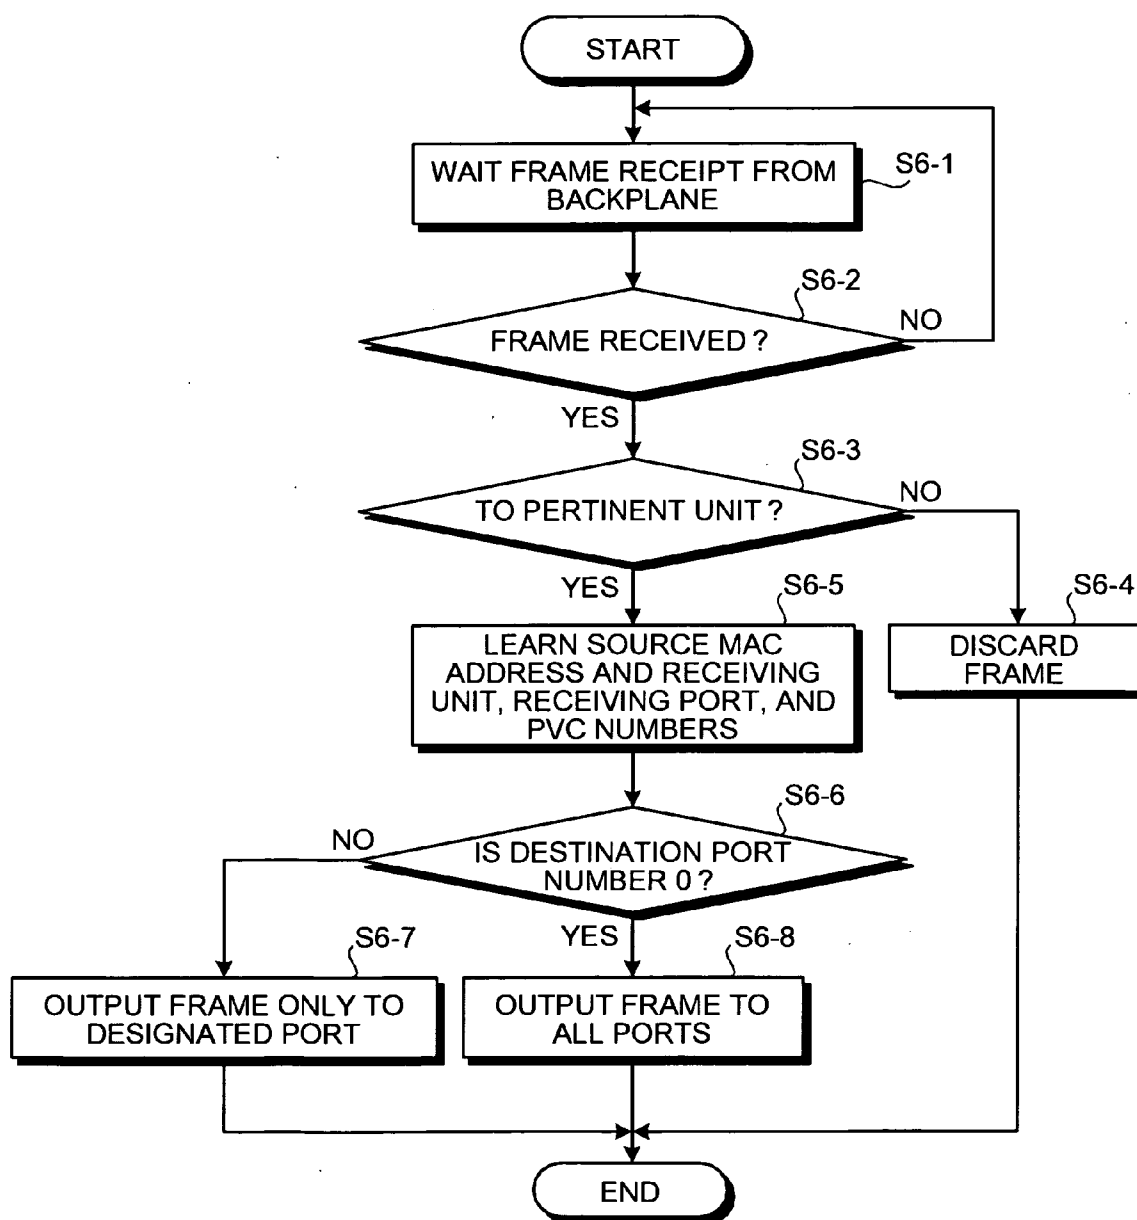 START
WAIT FRAME RECEIPT FROM
BACKPLANE
S6-1
S6-2
FRAME RECEIVED ?
NO
YES
S6-3
TO PERTINENT UNIT ?
NO
YES
S6-5
S6-4
LEARN SOURCE MAC
ADDRESS AND RECEIVING
UNIT, RECEIVING PORT, AND
PVC NUMBERS
DISCARD
FRAME
S6-6
NO
IS DESTINATION PORT
NUMBER 0 ?
YES
S6-7
S6-8
OUTPUT FRAME ONLY TO
DESIGNATED PORT
OUTPUT FRAME TO
ALL PORTS
END